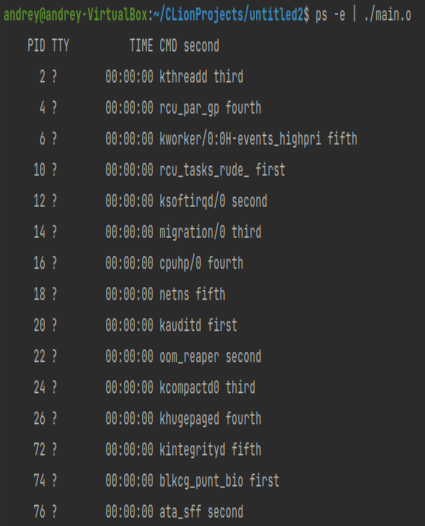 andrey@andrey-VirtualBox:~/CLionProjects/untitled2$ ps -e | ./main.o
PID TTY TIME CMD second
2 ? 00:00:00 kthreadd third
4 ? 00:00:00 rcu_par_gp fourth
6 ? 00:00:00 kworker/0:0H-events_highpri fifth
10 ? 00:00:00 rcu_tasks_rude_ first
12 ? 00:00:00 ksoftirqd/0 second
14 ? 00:00:00 migration/0 third
16 ? 00:00:00 cpuhp/0 fourth
18 ? 00:00:00 netns fifth
20 ? 00:00:00 kauditd first
22 ? 00:00:00 oom_reaper second
24 ? 00:00:00 kcompactd0 third
26 ? 00:00:00 khugepaged fourth
72 ? 00:00:00 kintegrityd fifth
74 ? 00:00:00 blkcg_punt_bio first
76 ? 00:00:00 ata_sff second